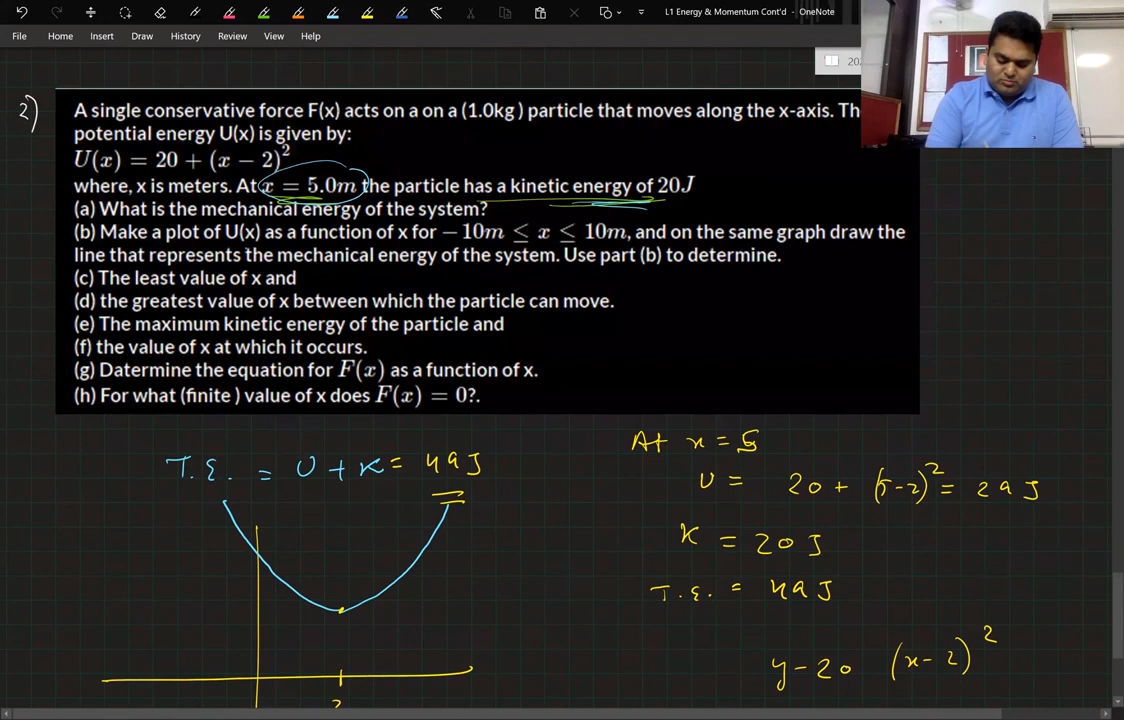 L1 Energy & Momentum Cont'd - OneNote
File Home Insert Draw History Review View Help
2)
A single conservative force F(x) acts on a on a (1.0kg ) particle that moves along the x-axis.
potential energy U(x) is given by:
U(x) = 20 + (x − 2)²
where, x is meters. At x = 5.0m the particle has a kinetic energy of 20J
(a) What is the mechanical energy of the system?
(b) Make a plot of U(x) as a function of x for − 10m ≤ x ≤ 10m, and on the same graph draw the
line that represents the mechanical energy of the system. Use part (b) to determine.
(c) The least value of x and
(d) the greatest value of x between which the particle can move.
(e) The maximum kinetic energy of the particle and
(f) the value of x at which it occurs.
(g) Datermine the equation for F(x) as a function of x.
(h) For what (finite ) value of x does F(x) = 0?.
At x = 5
T.E. = U + K = 49 J
U = 20 + (5-2)² = 29 J
K = 20 J
T.E. = 49 J
y - 20 (x - 2)²